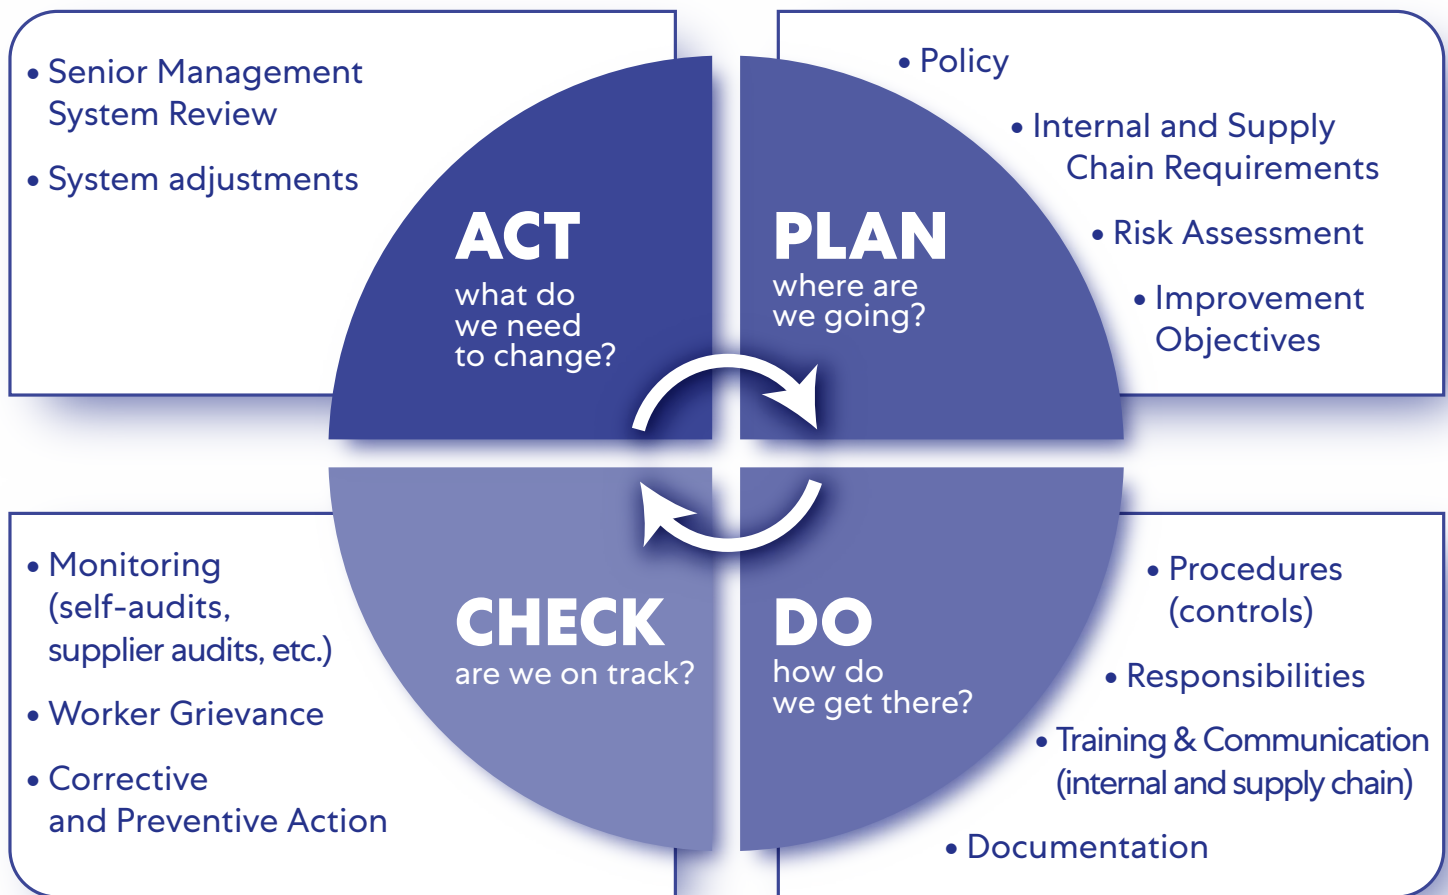 • Senior Management
System Review
• System adjustments
ACT
what do
we need
to change?
PLAN
where are
we going?
• Policy
• Internal and Supply
Chain Requirements
• Risk Assessment
• Improvement
Objectives
• Monitoring
(self-audits,
supplier audits, etc.)
• Worker Grievance
• Corrective
and Preventive Action
CHECK
are we on track?
DO
how do
we get there?
• Procedures
(controls)
• Responsibilities
• Training & Communication
(internal and supply chain)
• Documentation